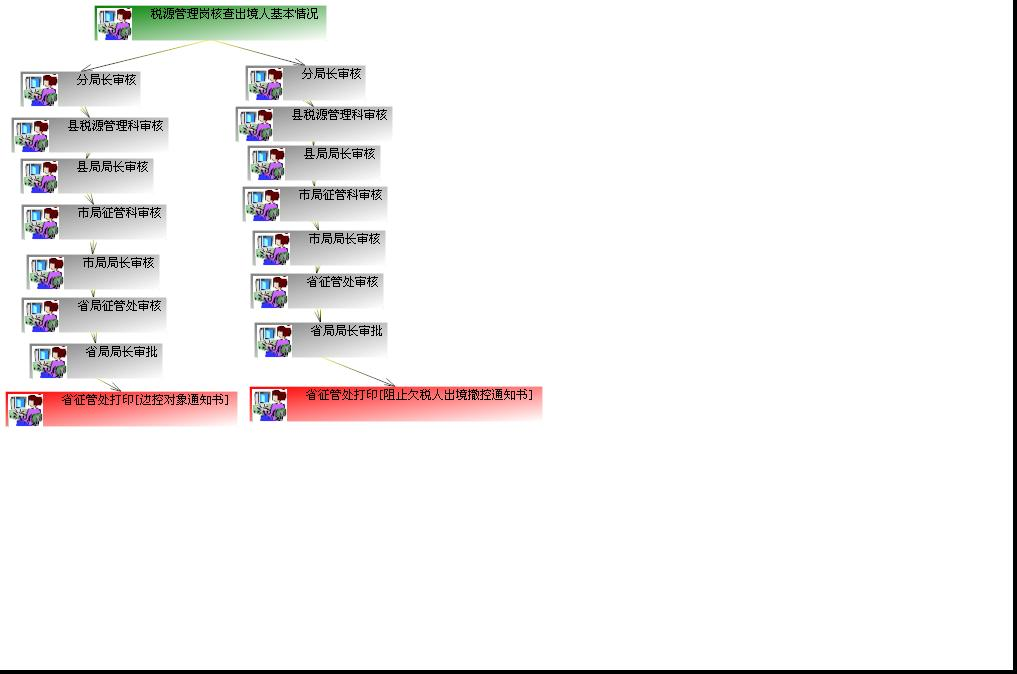 税源管理岗核查出境人基本情况
分局长审核
县税源管理科审核
县局局长审核
市局征管科审核
市局局长审核
省局征管处审核
省局局长审批
省征管处打印[边控对象通知书]
分局长审核
县税源管理科审核
县局局长审核
市局征管科审核
市局局长审核
省征管处审核
省局局长审批
省征管处打印[阻止欠税人出境撤控通知书]